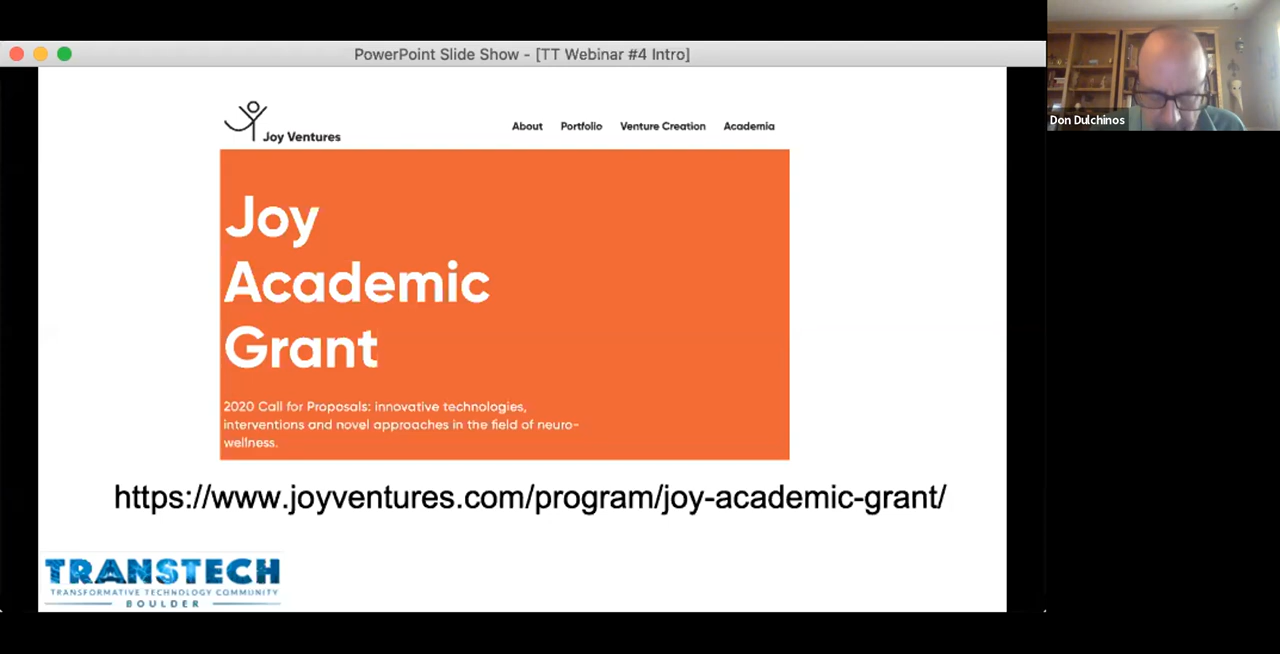 PowerPoint Slide Show - [TT Webinar #4 Intro]
Don Dulchinos
Joy Ventures
About Portfolio Venture Creation Academia
Joy
Academic
Grant
2020 Call for Proposals: innovative technologies,
interventions and novel approaches in the field of neuro-
wellness.
https://www.joyventures.com/program/joy-academic-grant/
TRANSTECH
TRANSFORMATIVE TECHNOLOGY COMMUNITY
BOULDER